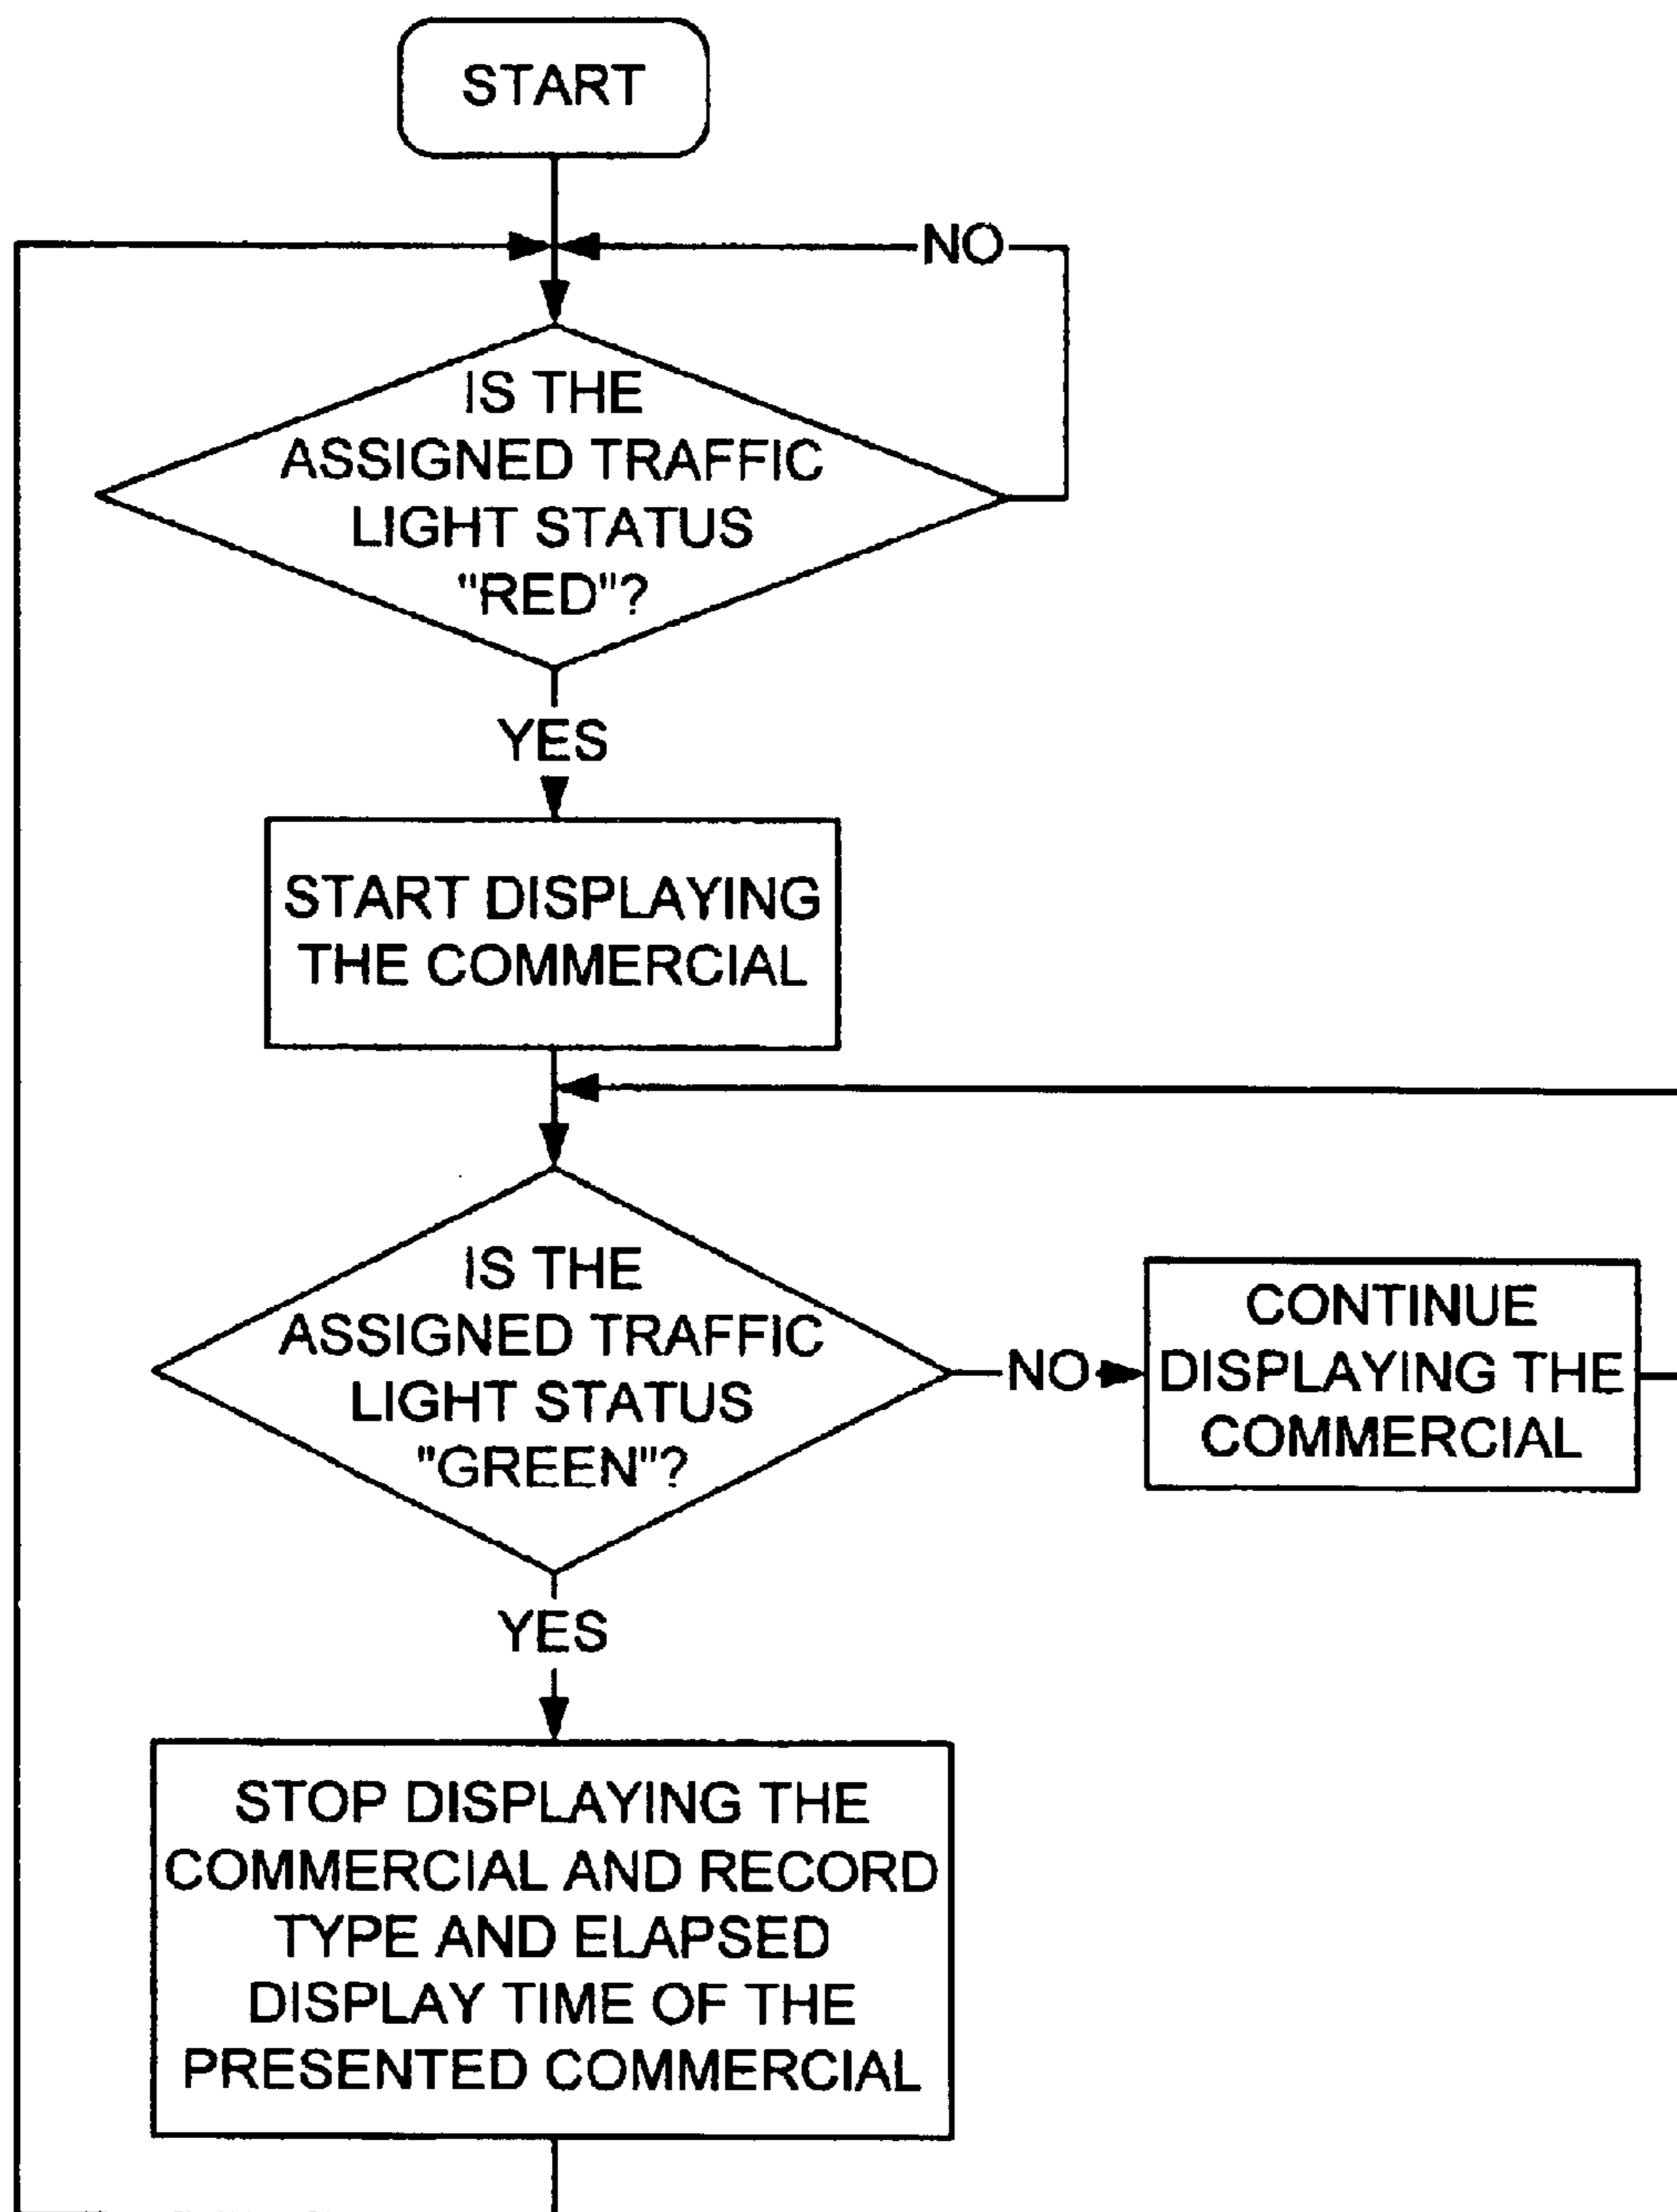 START
NO
IS THE
ASSIGNED TRAFFIC
LIGHT STATUS
"RED"?
YES
START DISPLAYING
THE COMMERCIAL
IS THE
ASSIGNED TRAFFIC
LIGHT STATUS
"GREEN"?
NO
CONTINUE
DISPLAYING THE
COMMERCIAL
YES
STOP DISPLAYING THE
COMMERCIAL AND RECORD
TYPE AND ELAPSED
DISPLAY TIME OF THE
PRESENTED COMMERCIAL